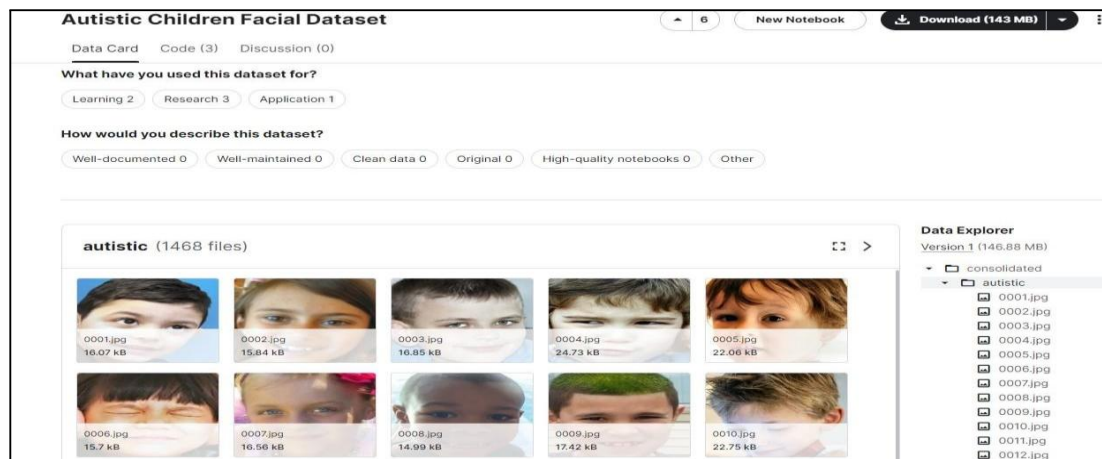 Autistic Children Facial Dataset
6
New Notebook
Download (143 MB)
Data Card
Code (3)
Discussion (0)
What have you used this dataset for?
Learning 2
Research 3
Application 1
How would you describe this dataset?
Well-documented 0
Well-maintained 0
Clean data 0
Original 0
High-quality notebooks 0
Other
autistic (1468 files)
0001.jpg
16.07 kB
0002.jpg
15.84 kB
0003.jpg
16.85 kB
0004.jpg
24.73 kB
0005.jpg
22.06 kB
0006.jpg
15.7 kB
0007.jpg
16.56 kB
0008.jpg
14.99 kB
0009.jpg
17.42 kB
0010.jpg
22.75 kB
Data Explorer
Version 1 (146.88 MB)
consolidated
autistic
0001.jpg
0002.jpg
0003.jpg
0004.jpg
0005.jpg
0006.jpg
0007.jpg
0008.jpg
0009.jpg
0010.jpg
0011.jpg
0012.jpg